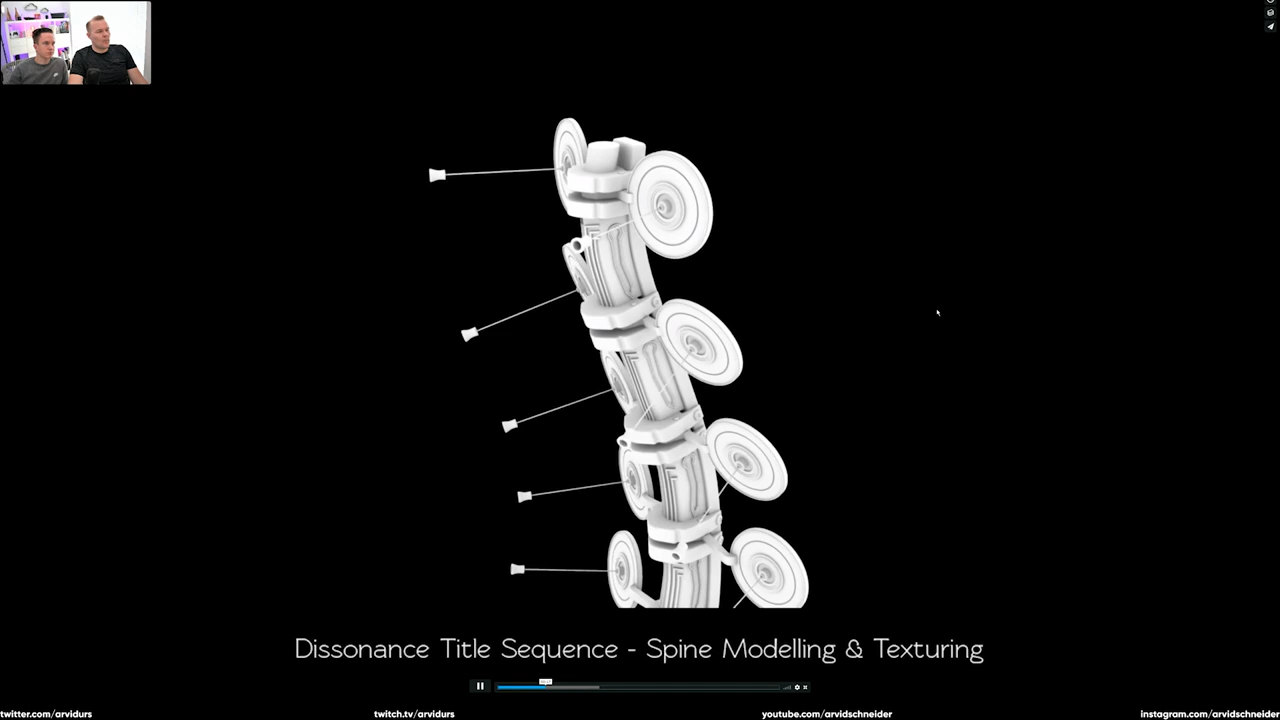 Dissonance Title Sequence - Spine Modelling & Texturing
twitter.com/arvidurs
twitch.tv/arvidurs
youtube.com/arvidschneider
instagram.com/arvidschneider